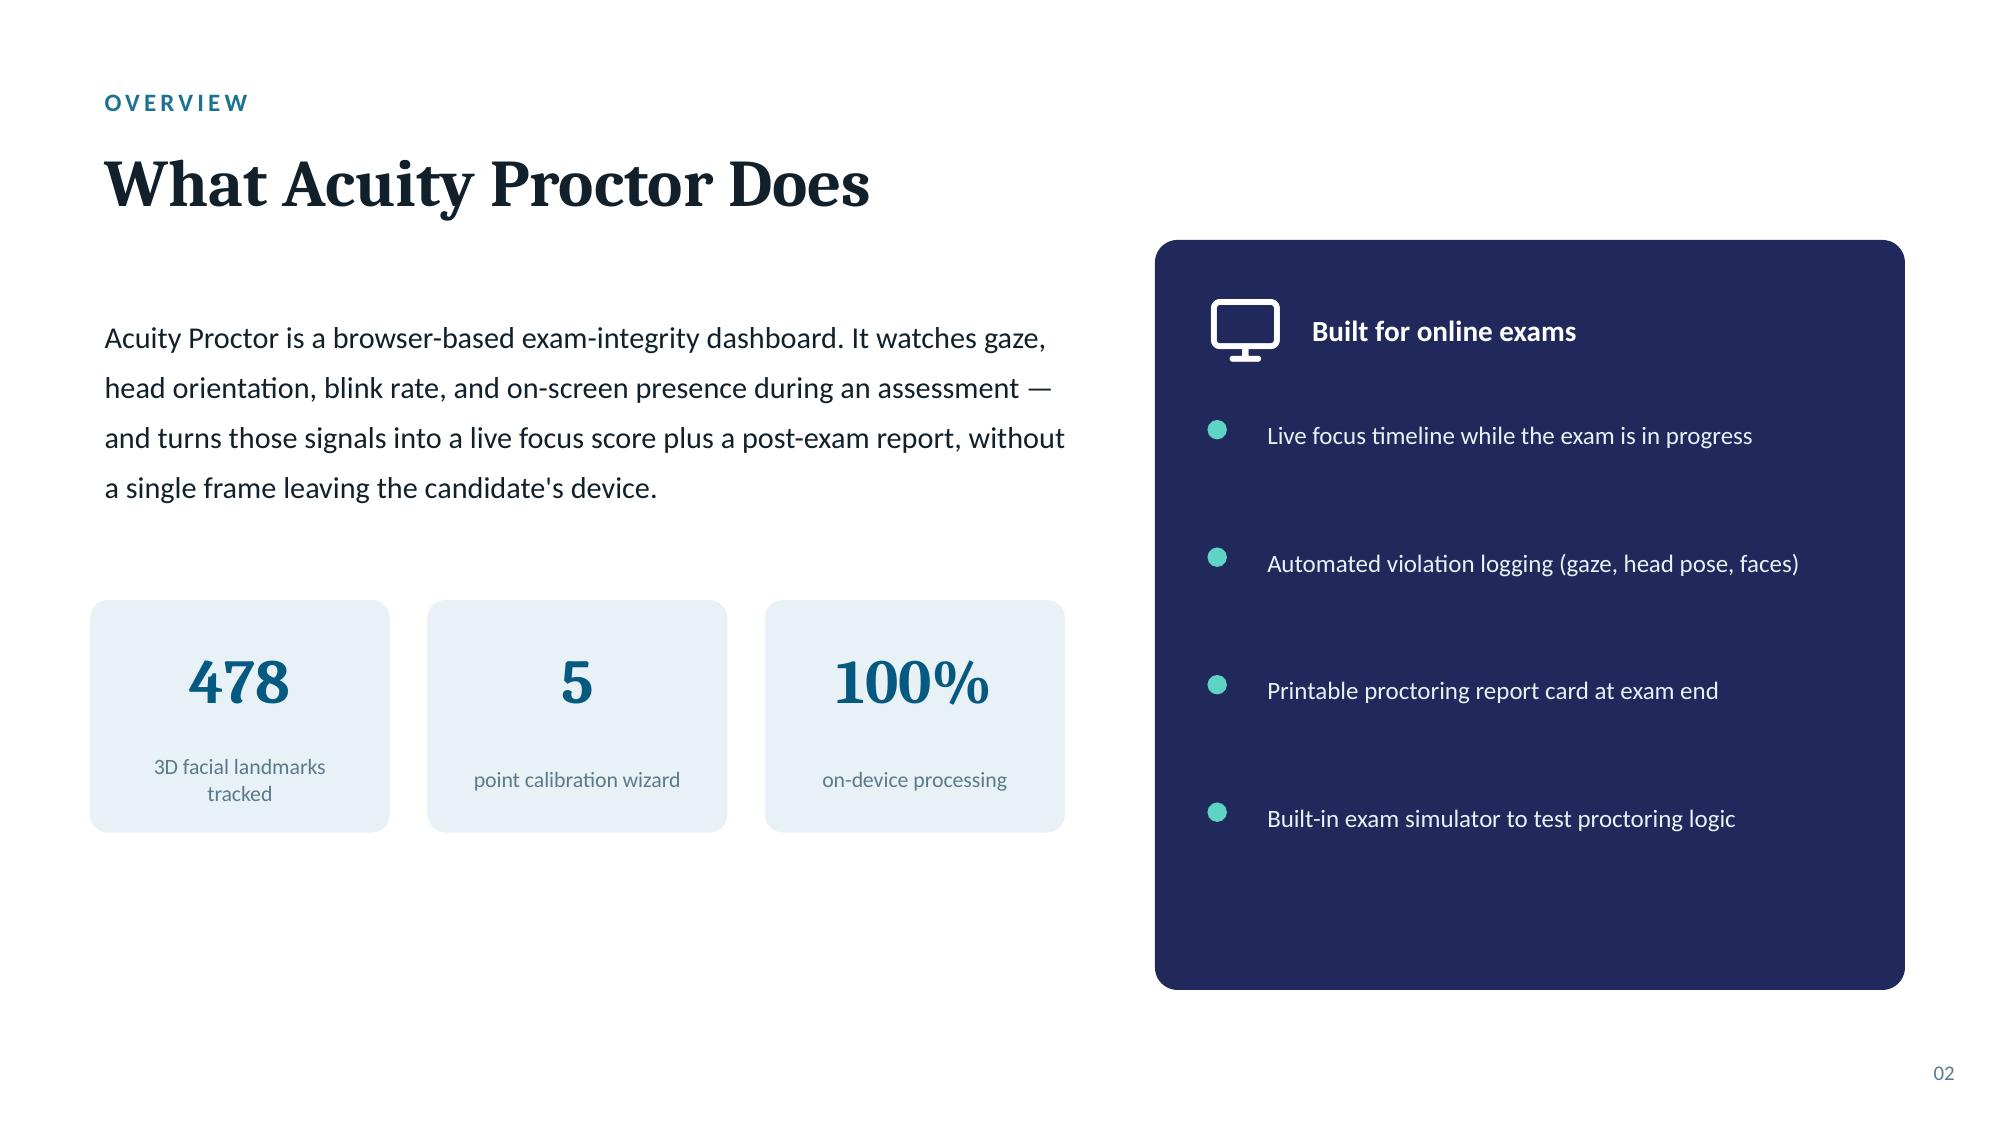 OVERVIEW
What Acuity Proctor Does
Acuity Proctor is a browser-based exam-integrity dashboard. It watches gaze,
head orientation, blink rate, and on-screen presence during an assessment —
and turns those signals into a live focus score plus a post-exam report, without
a single frame leaving the candidate's device.
478
3D facial landmarks
tracked
5
point calibration wizard
100%
on-device processing
Built for online exams
Live focus timeline while the exam is in progress
Automated violation logging (gaze, head pose, faces)
Printable proctoring report card at exam end
Built-in exam simulator to test proctoring logic
02